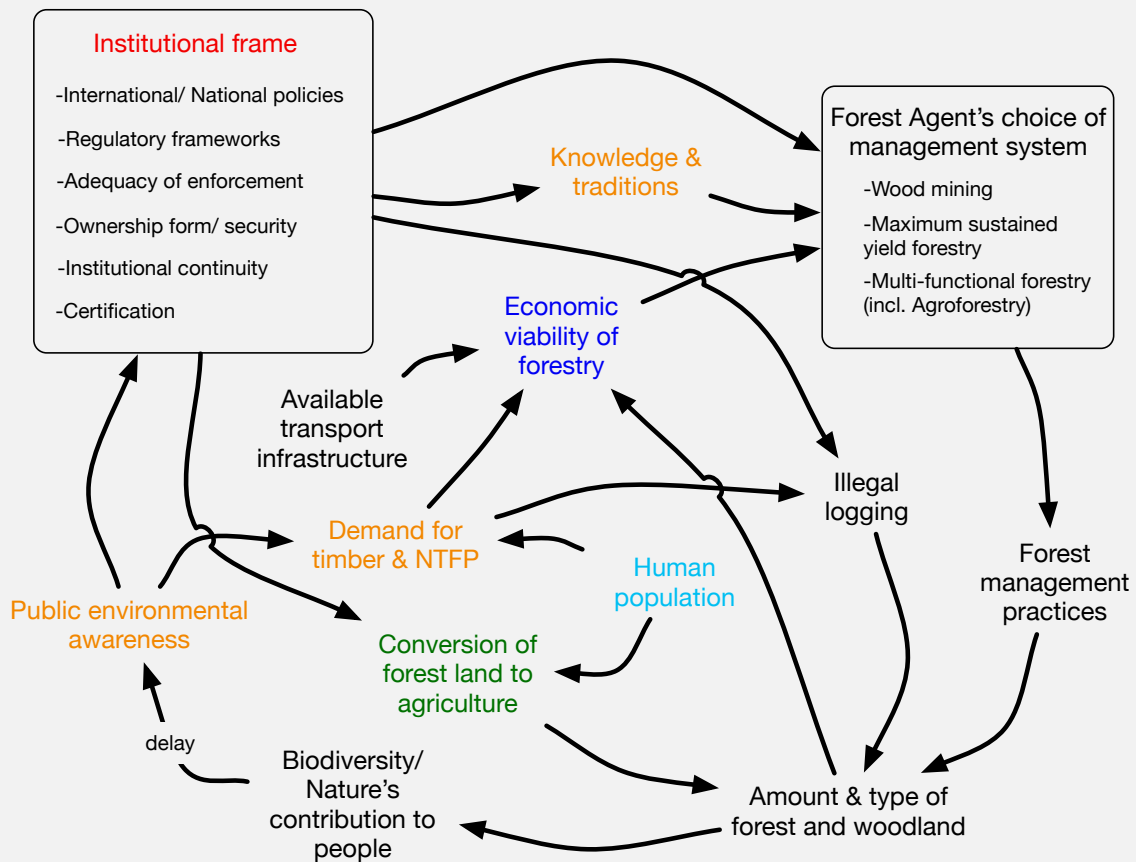 Institutional frame
-International/ National policies
-Regulatory frameworks
-Adequacy of enforcement
-Ownership form/ security
-Institutional continuity
-Certification
Knowledge &
traditions
Forest Agent's choice of
management system
-Wood mining
-Maximum sustained
yield forestry
-Multi-functional forestry
(incl. Agroforestry)
Economic
viability of
forestry
Available
transport
infrastructure
Illegal
logging
Demand for
timber & NTFP
Human
population
Forest
management
practices
Public environmental
awareness
Conversion of
forest land to
agriculture
delay
Biodiversity/
Nature's
contribution to
people
Amount & type of
forest and woodland